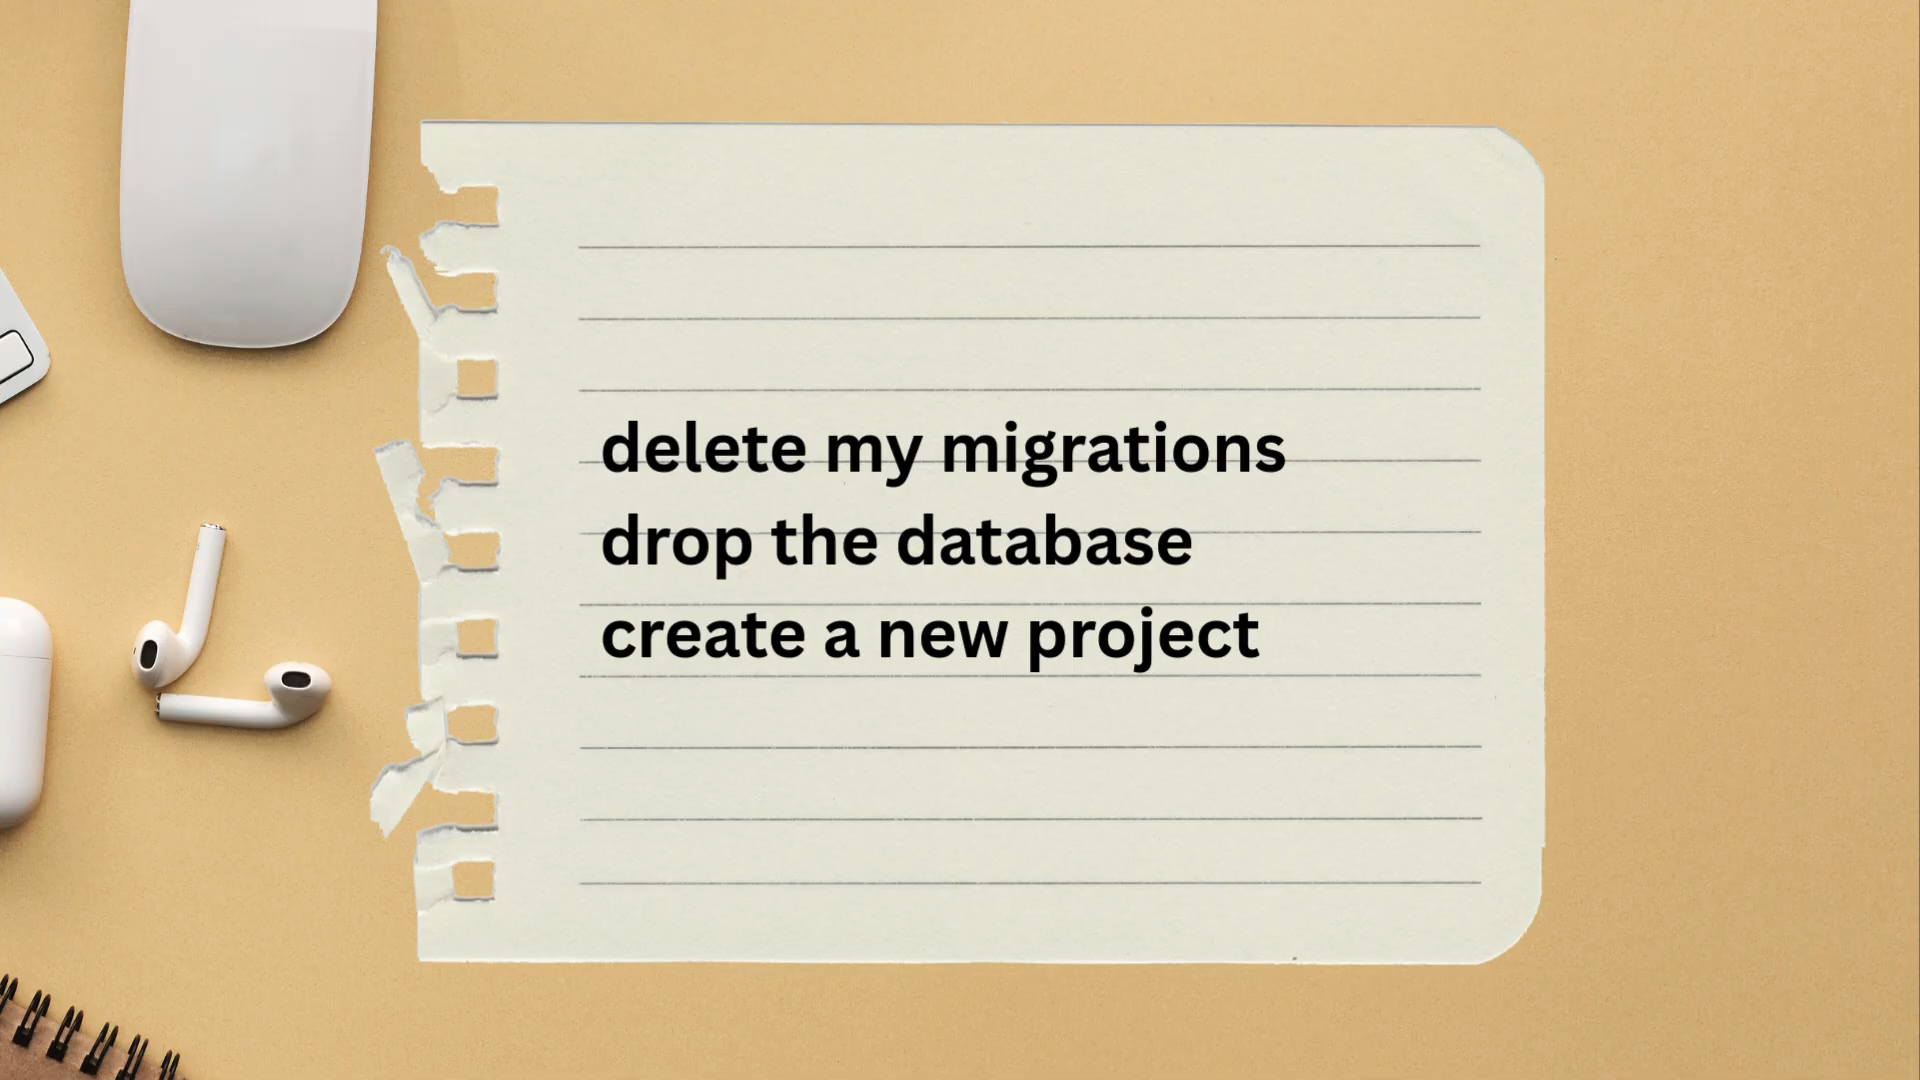 delete my migrations
drop the database
create a new project